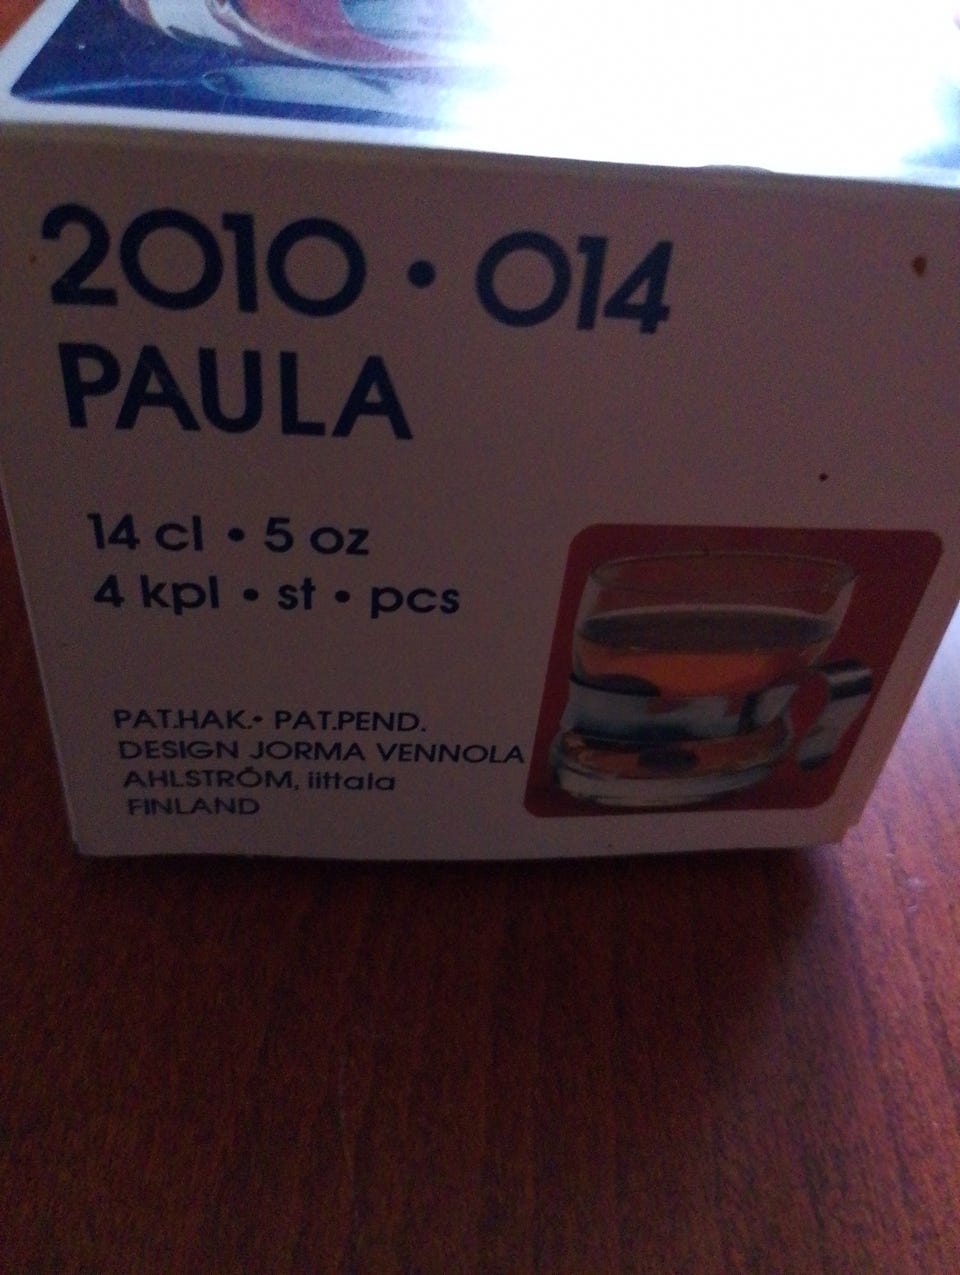 2010 • 014
PAULA
14 cl • 5 oz
4 kpl • st • pcs
PAT.HAK.• PAT.PEND.
DESIGN JORMA VENNOLA
AHLSTRÖM, iittala
FINLAND